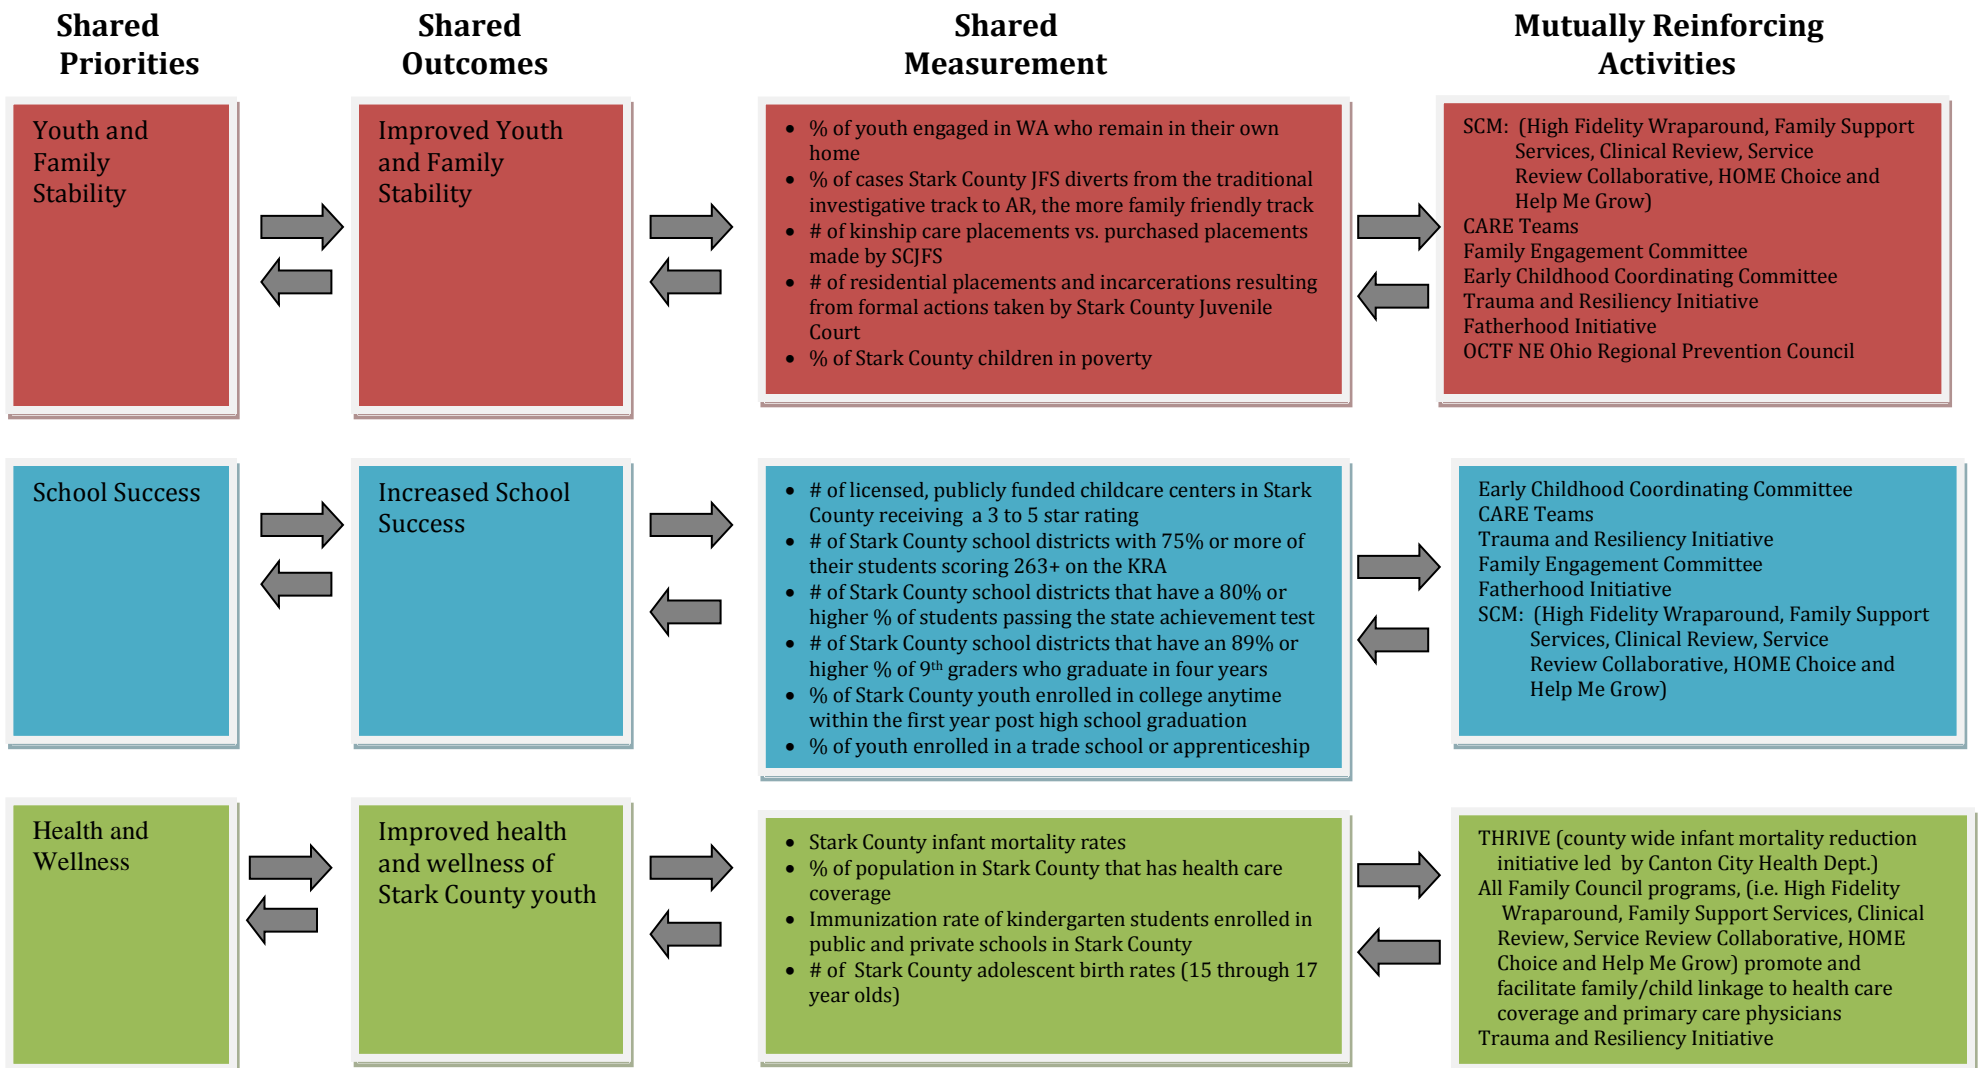 Shared
Priorities
Shared
Outcomes
Shared
Measurement
Mutually Reinforcing
Activities
Youth and
Family
Stability
Improved Youth
and Family
Stability
• % of youth engaged in WA who remain in their own
home
• % of cases Stark County JFS diverts from the traditional
investigative track to AR, the more family friendly track
• # of kinship care placements vs. purchased placements
made by SCJFS
• # of residential placements and incarcerations resulting
from formal actions taken by Stark County Juvenile
Court
• % of Stark County children in poverty
SCM: (High Fidelity Wraparound, Family Support
Services, Clinical Review, Service
Review Collaborative, HOME Choice and
Help Me Grow)
CARE Teams
Family Engagement Committee
Early Childhood Coordinating Committee
Trauma and Resiliency Initiative
Fatherhood Initiative
OCTF NE Ohio Regional Prevention Council
School Success
Increased School
Success
• # of licensed, publicly funded childcare centers in Stark
County receiving a 3 to 5 star rating
• # of Stark County school districts with 75% or more of
their students scoring 263+ on the KRA
• # of Stark County school districts that have a 80% or
higher % of students passing the state achievement test
• # of Stark County school districts that have an 89% or
higher % of 9th graders who graduate in four years
• % of Stark County youth enrolled in college anytime
within the first year post high school graduation
• % of youth enrolled in a trade school or apprenticeship
Early Childhood Coordinating Committee
CARE Teams
Trauma and Resiliency Initiative
Family Engagement Committee
Fatherhood Initiative
SCM: (High Fidelity Wraparound, Family Support
Services, Clinical Review, Service
Review Collaborative, HOME Choice and
Help Me Grow)
Health and
Wellness
Improved health
and wellness of
Stark County youth
• Stark County infant mortality rates
• % of population in Stark County that has health care
coverage
• Immunization rate of kindergarten students enrolled in
public and private schools in Stark County
• # of Stark County adolescent birth rates (15 through 17
year olds)
THRIVE (county wide infant mortality reduction
initiative led by Canton City Health Dept.)
All Family Council programs, (i.e. High Fidelity
Wraparound, Family Support Services, Clinical
Review, Service Review Collaborative, HOME
Choice and Help Me Grow) promote and
facilitate family/child linkage to health care
coverage and primary care physicians
Trauma and Resiliency Initiative